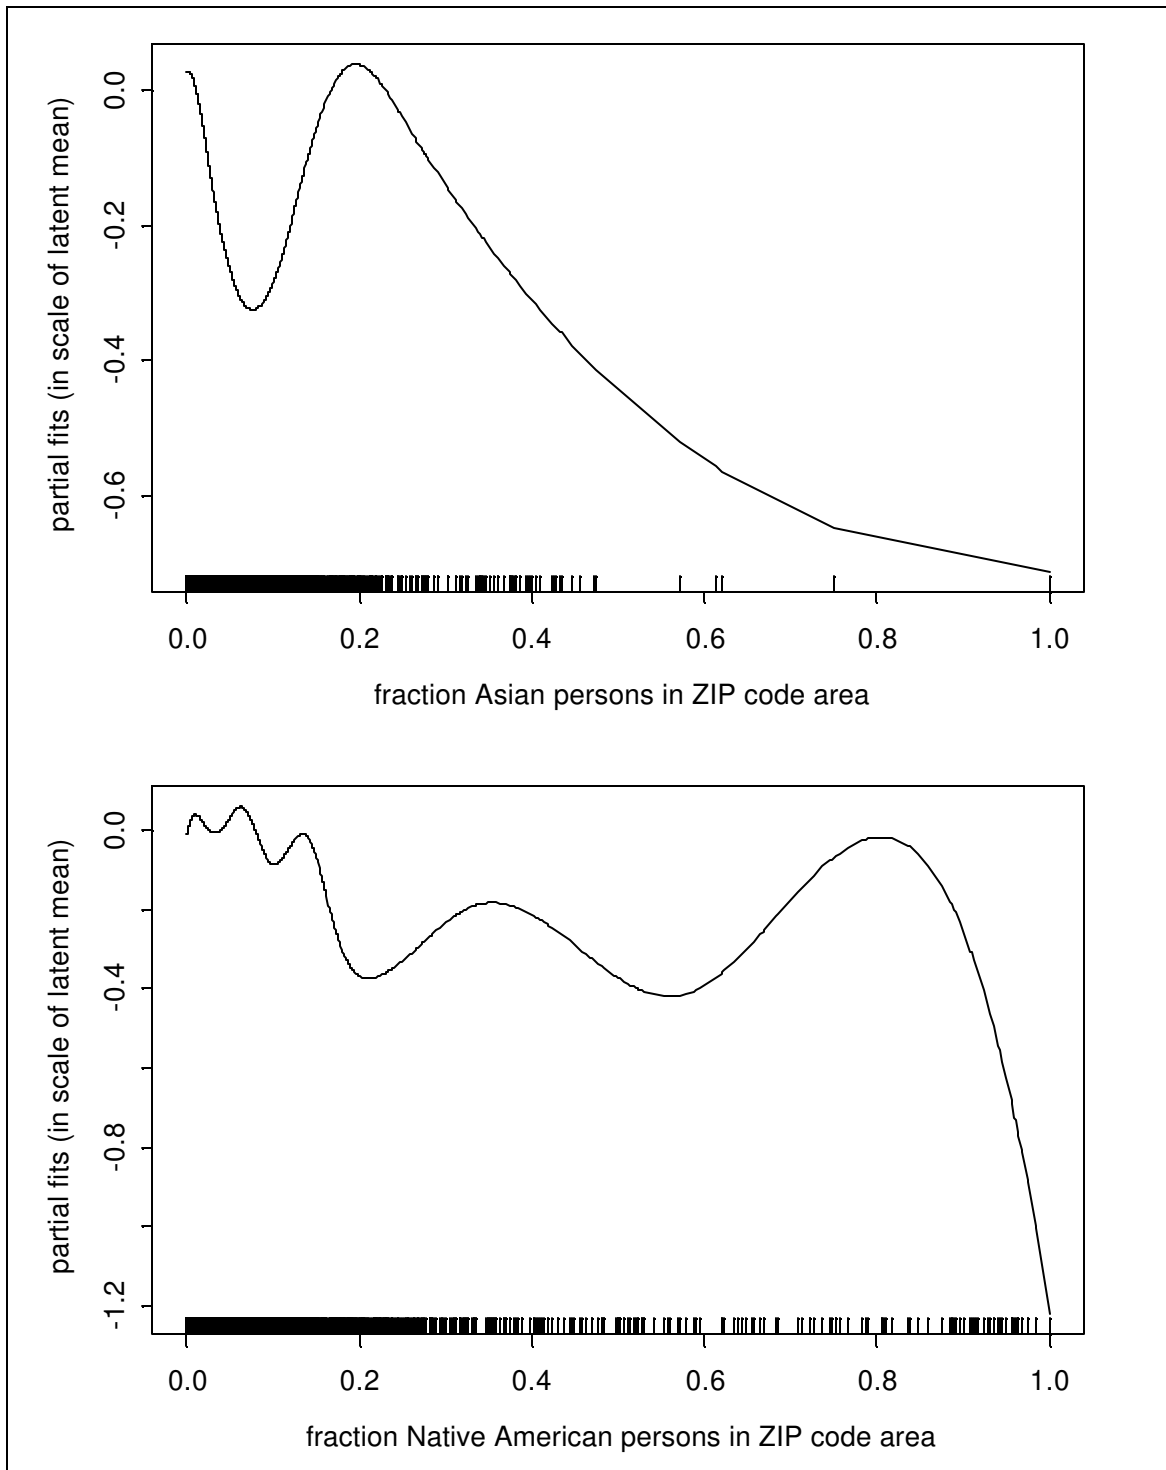 partial fits (in scale of latent mean)
0.0
-0.2
-0.4
-0.6
0.0 0.2 0.4 0.6 0.8 1.0
fraction Asian persons in ZIP code area
partial fits (in scale of latent mean)
0.0
-0.4
-0.8
-1.2
0.0 0.2 0.4 0.6 0.8 1.0
fraction Native American persons in ZIP code area